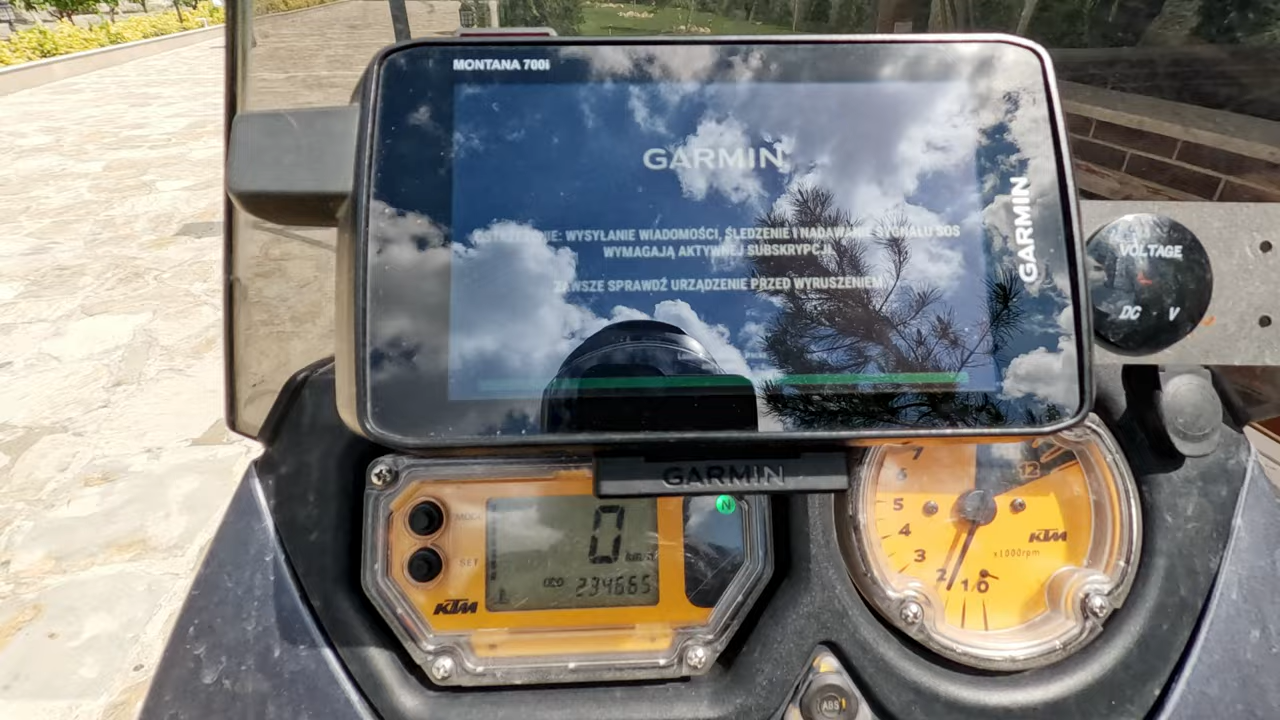 MONTANA 700i
GARMIN
OSTRZEŻENIE: WYSYŁANIE WIADOMOŚCI, ŚLEDZENIE I NADAWANIE SYGNAŁU SOS
WYMAGAJĄ AKTYWNEJ SUBSKRYPCJI.
ZAWSZE SPRAWDŹ URZĄDZENIE PRZED WYRUSZENIEM.
GARMIN
VOLTAGE
DC V
GARMIN
N
MODE
SET
0
km/h
ODO 234665
KTM
7
6
5
4
3
2
1
0
12
KTM
x1000rpm
ABS